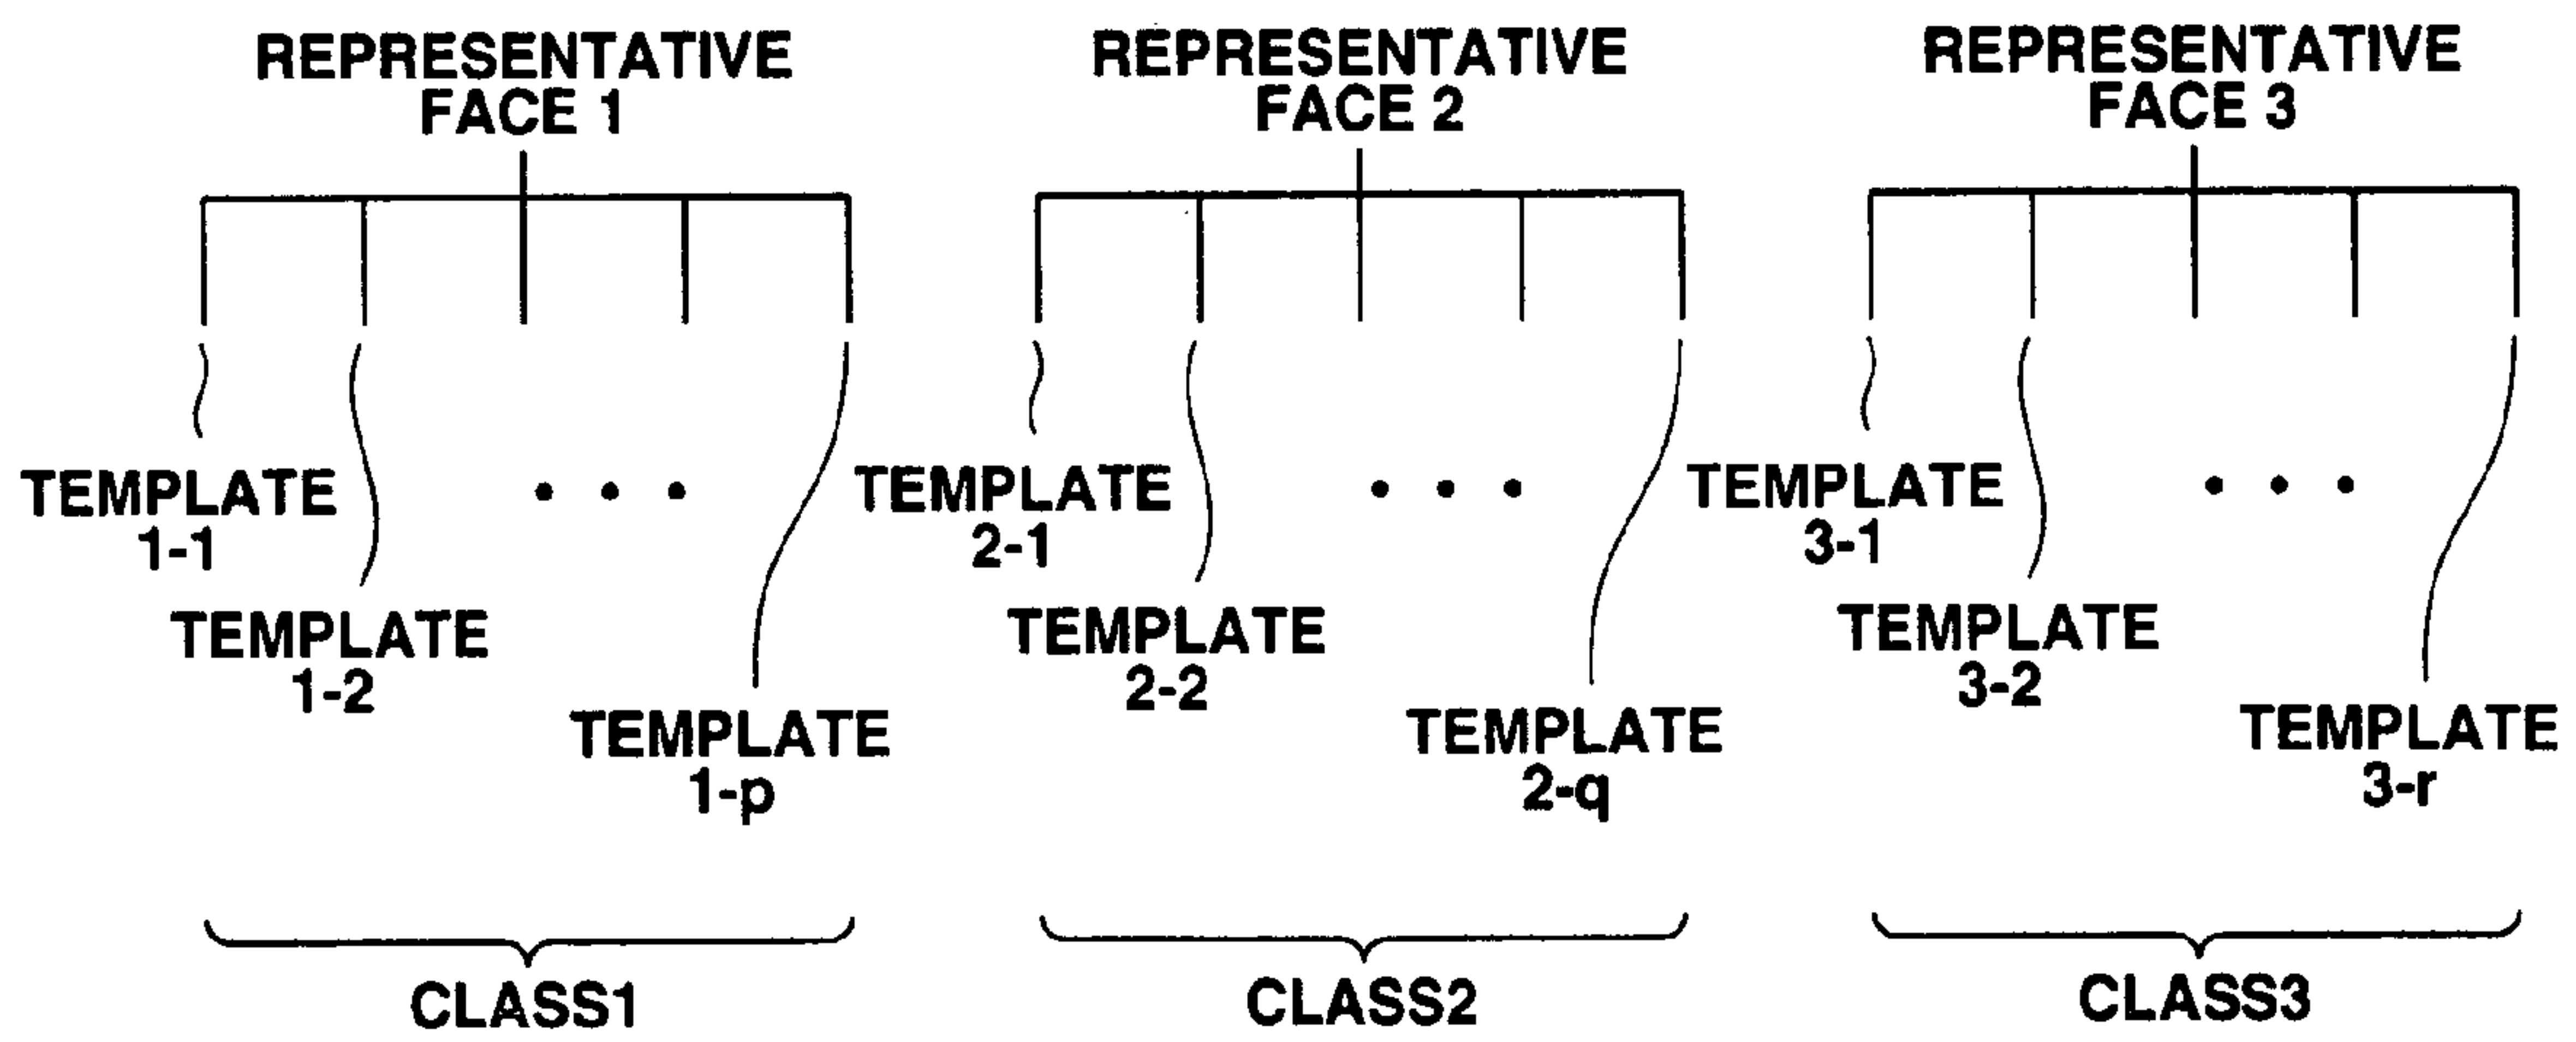 REPRESENTATIVE
FACE 1
REPRESENTATIVE
FACE 2
REPRESENTATIVE
FACE 3
TEMPLATE
1-1
TEMPLATE
1-2
• • •
TEMPLATE
1-p
TEMPLATE
2-1
TEMPLATE
2-2
• • •
TEMPLATE
2-q
TEMPLATE
3-1
TEMPLATE
3-2
• • •
TEMPLATE
3-r
CLASS1
CLASS2
CLASS3